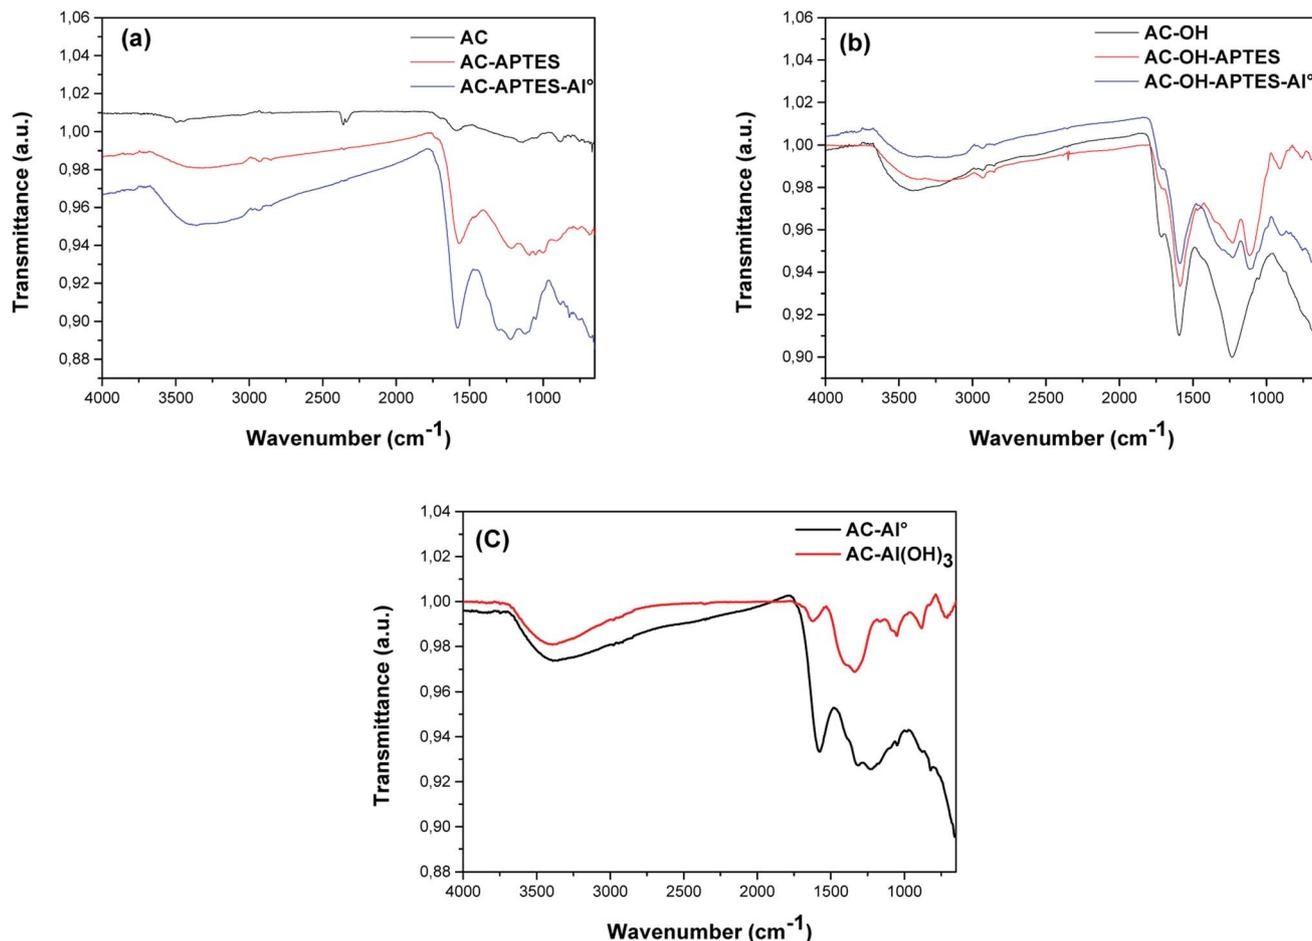 (a)
AC
AC-APTES
AC-APTES-Al°
1,06
1,04
1,02
1,00
0,98
0,96
0,94
0,92
0,90
0,88
Transmittance (a.u.)
4000 3500 3000 2500 2000 1500 1000
Wavenumber (cm-1)
(b)
AC-OH
AC-OH-APTES
AC-OH-APTES-Al°
1,06
1,04
1,02
1,00
0,98
0,96
0,94
0,92
0,90
Transmittance (a.u.)
4000 3500 3000 2500 2000 1500 1000
Wavenumber (cm-1)
(C)
AC-Al°
AC-Al(OH)3
1,04
1,02
1,00
0,98
0,96
0,94
0,92
0,90
0,88
Transmittance (a.u.)
4000 3500 3000 2500 2000 1500 1000
Wavenumber (cm-1)